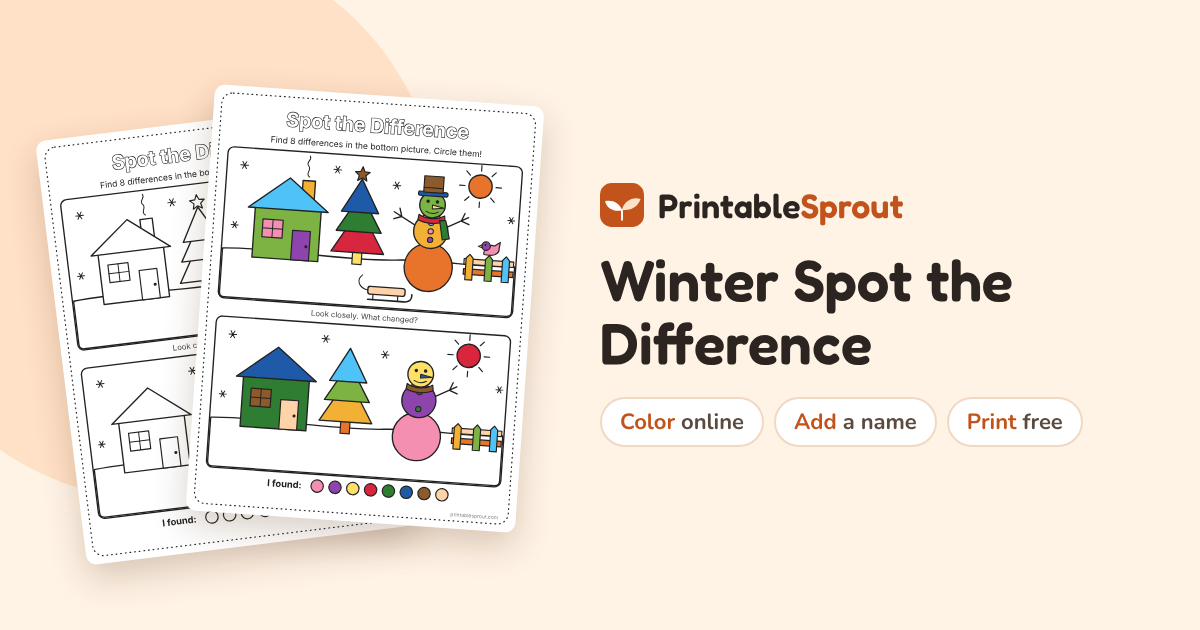 Spot the Difference
Find 8 differences in the bottom picture. Circle them!
Look closely. What changed?
I found:
printablesprout.com
Spot the D
Find 8 differences in the bo
Look c
I found:
PrintableSprout
Winter Spot the
Difference
Color online
Add a name
Print free